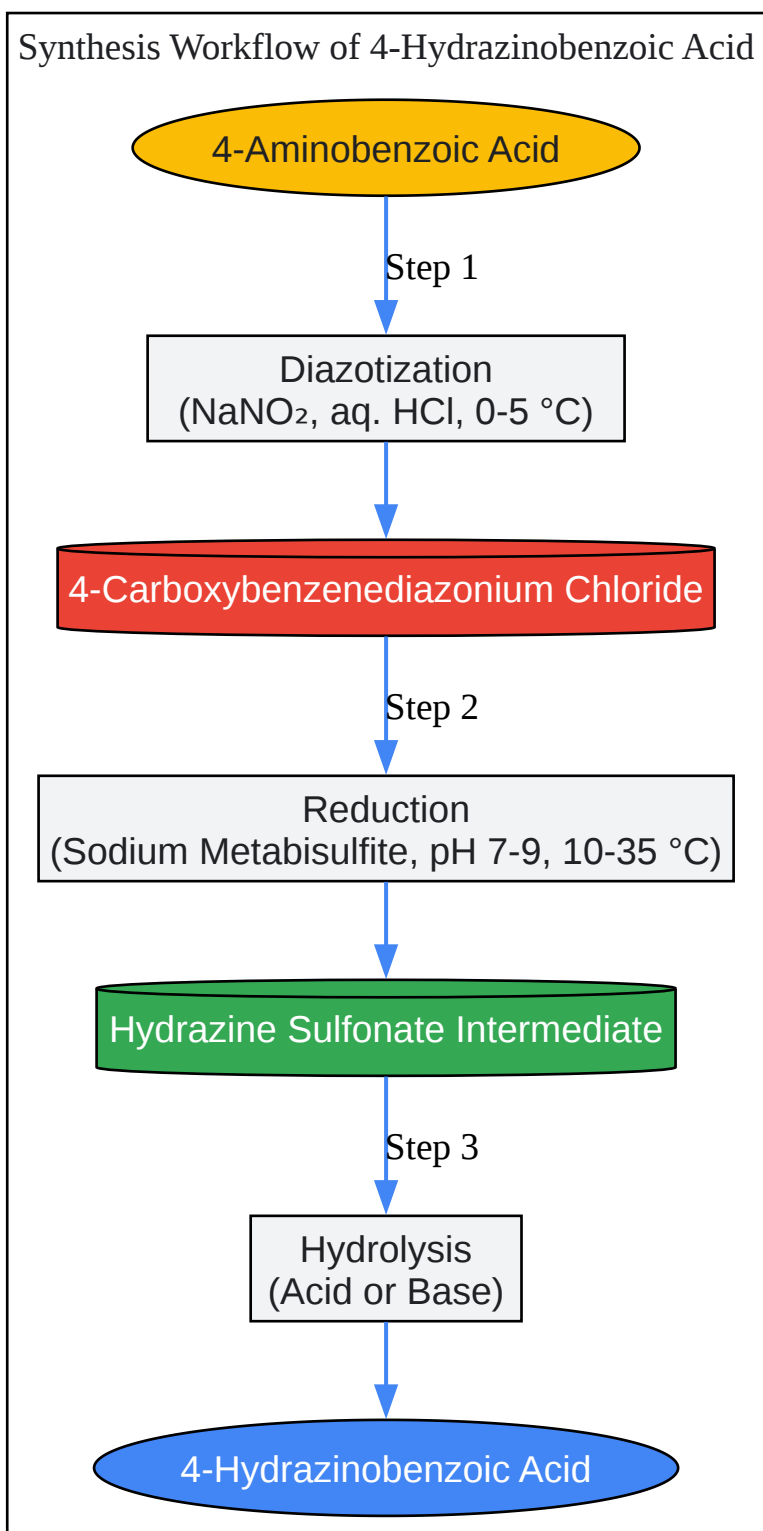 Synthesis Workflow of 4-Hydrazinobenzoic Acid
4-Aminobenzoic Acid
Step 1
Diazotization
(NaNO₂, aq. HCl, 0-5 °C)
4-Carboxybenzenediazonium Chloride
Step 2
Reduction
(Sodium Metabisulfite, pH 7-9, 10-35 °C)
Hydrazine Sulfonate Intermediate
Step 3
Hydrolysis
(Acid or Base)
4-Hydrazinobenzoic Acid